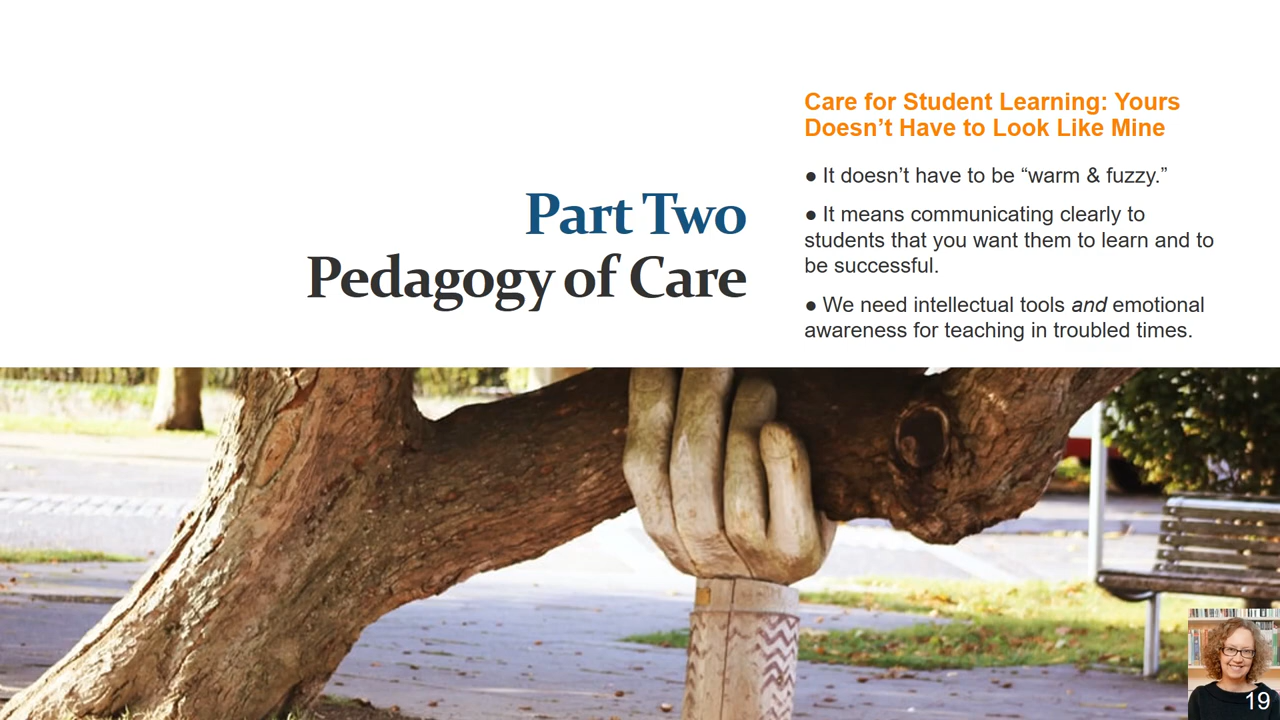 Part Two
Pedagogy of Care
Care for Student Learning: Yours
Doesn’t Have to Look Like Mine
● It doesn’t have to be “warm & fuzzy.”
● It means communicating clearly to
students that you want them to learn and to
be successful.
● We need intellectual tools and emotional
awareness for teaching in troubled times.
19